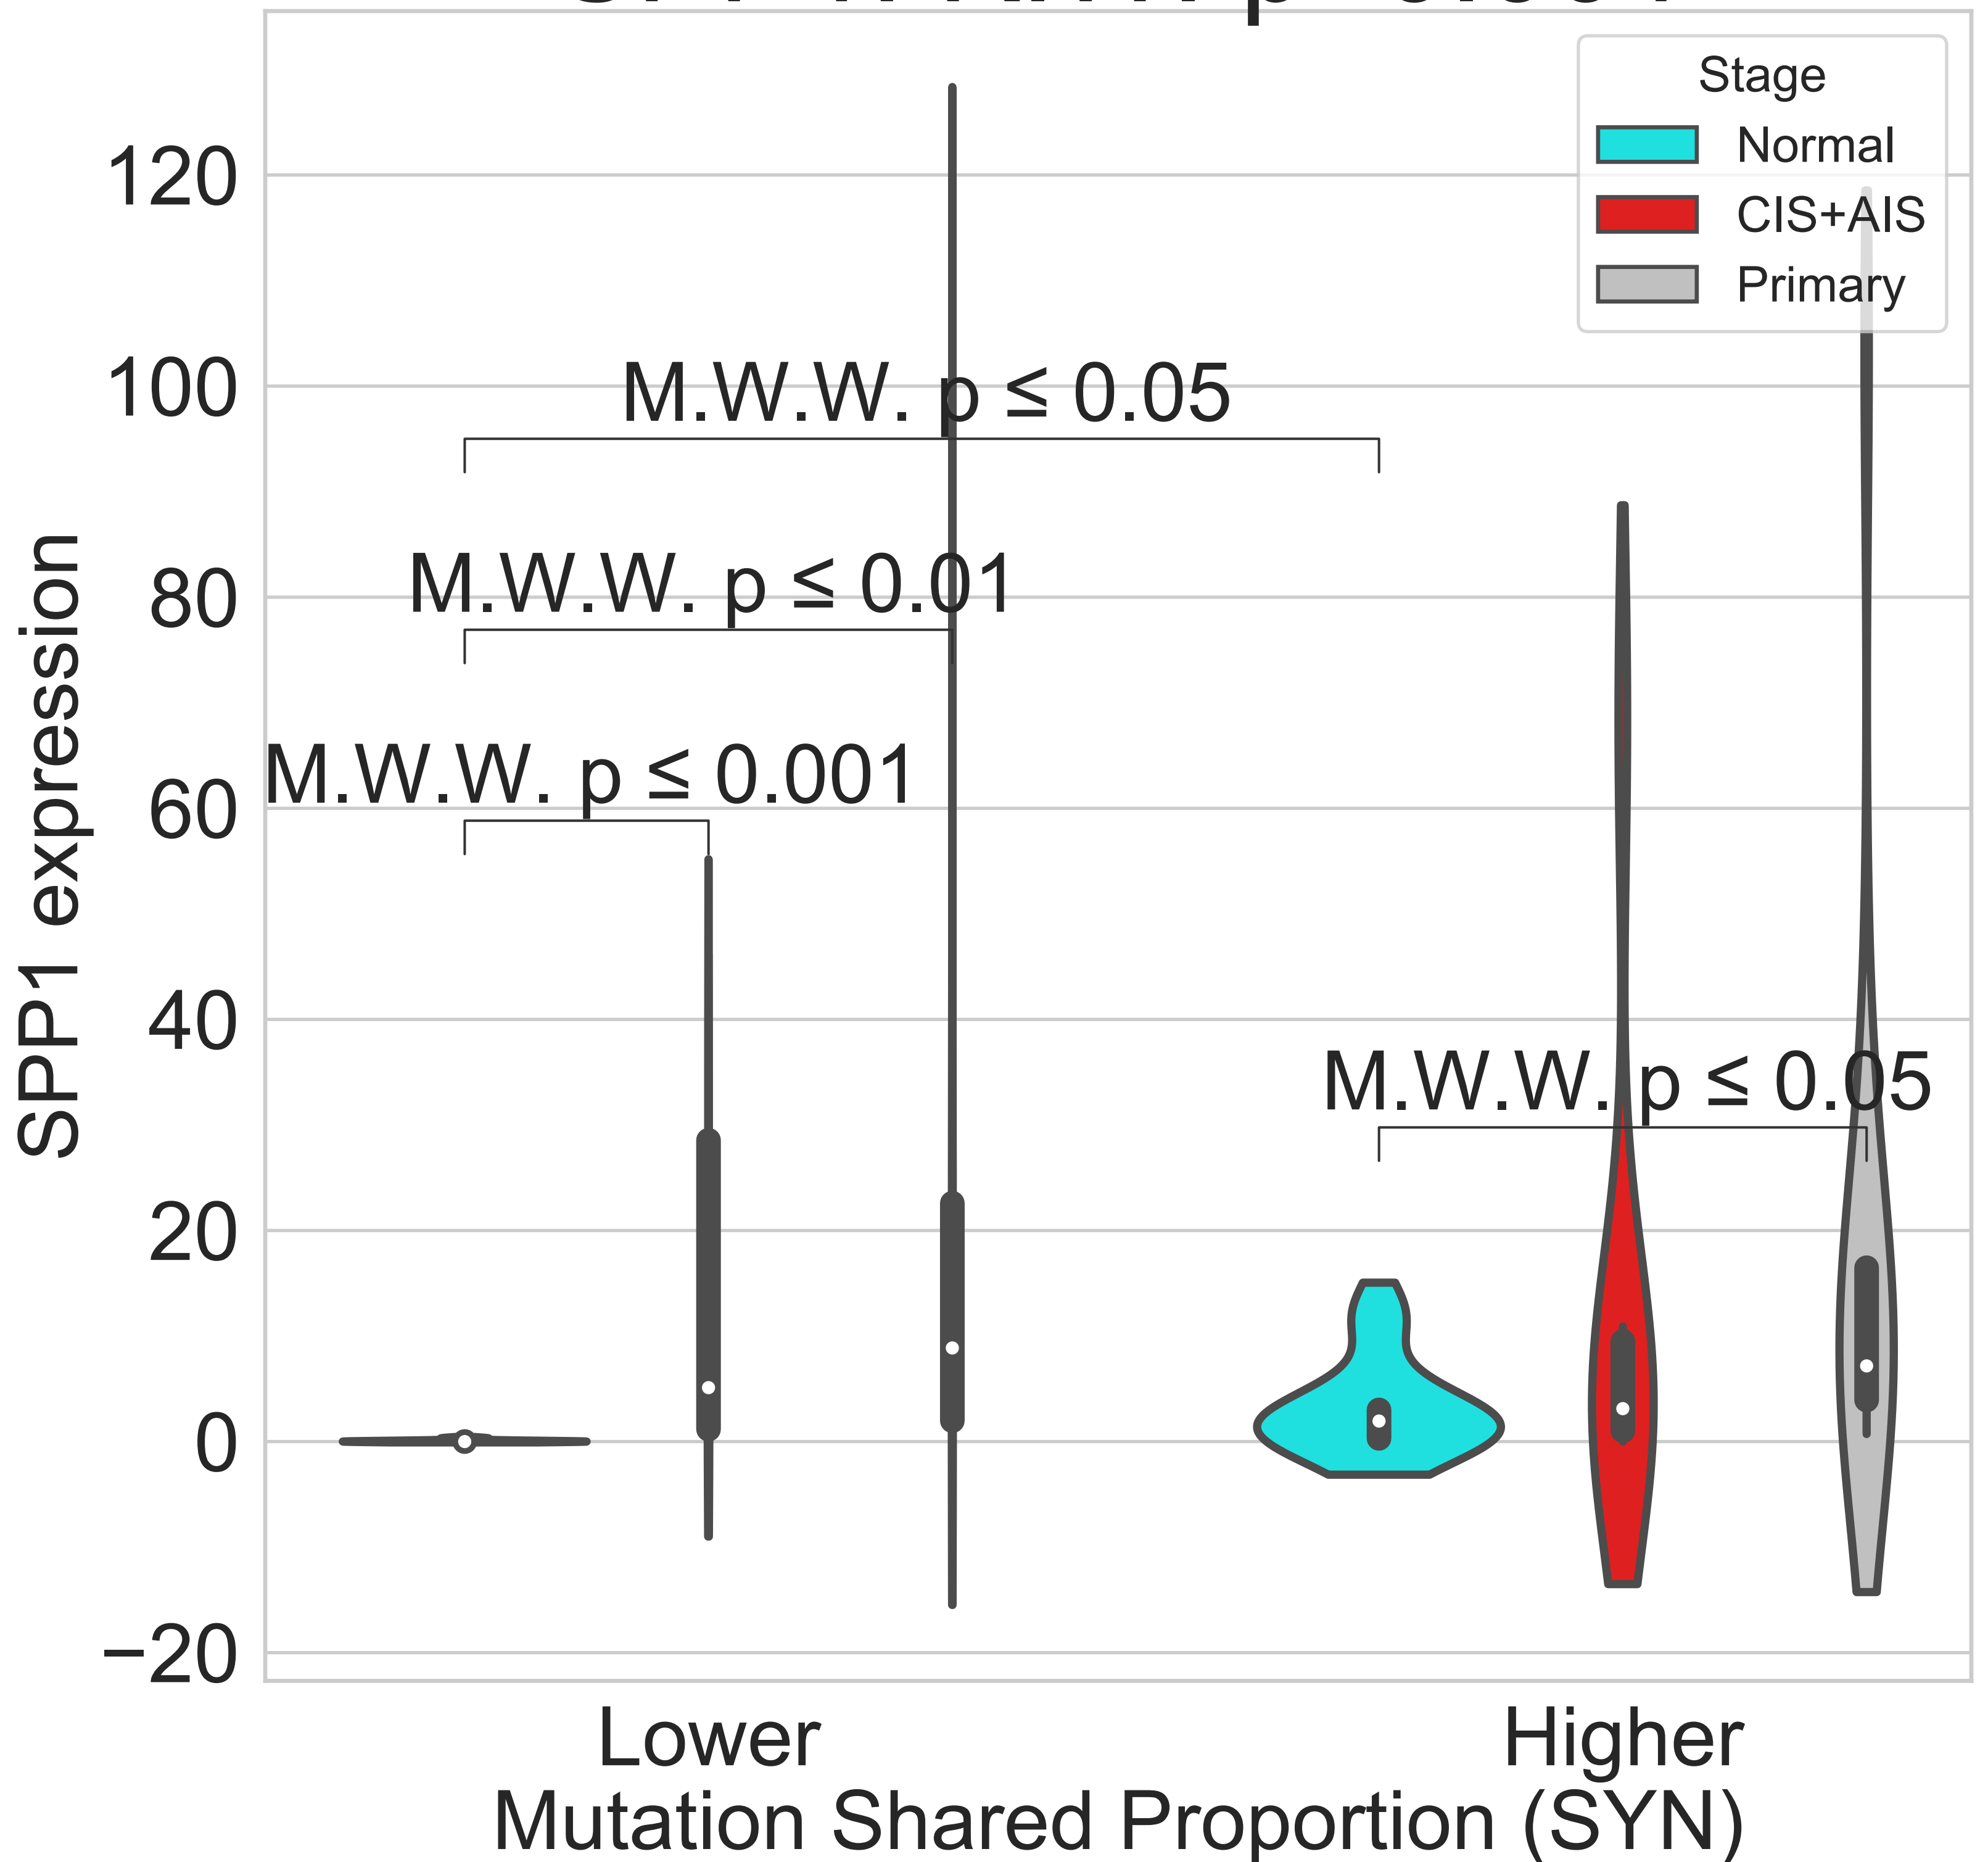 Stage
Normal
CIS+AIS
Primary
120
100
80
60
40
20
0
−20
SPP1 expression
M.W.W. p ≤ 0.05
M.W.W. p ≤ 0.01
M.W.W. p ≤ 0.001
M.W.W. p ≤ 0.05
Lower
Higher
Mutation Shared Proportion (SYN)